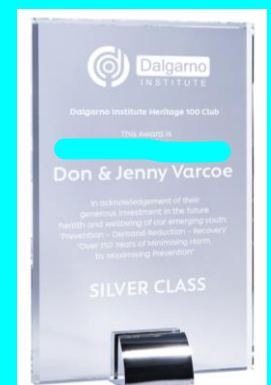 Dalgarno
INSTITUTE
Dalgarno Institute Heritage 100 Club
This Award is
Don & Jenny Varcoe
In acknowledgement of their
generous investment in the future
health and wellbeing of our emerging youth
'Prevention – Demand Reduction – Recovery'
'Over 150 Years of Minimising Harm,
by Maximising Prevention'
SILVER CLASS